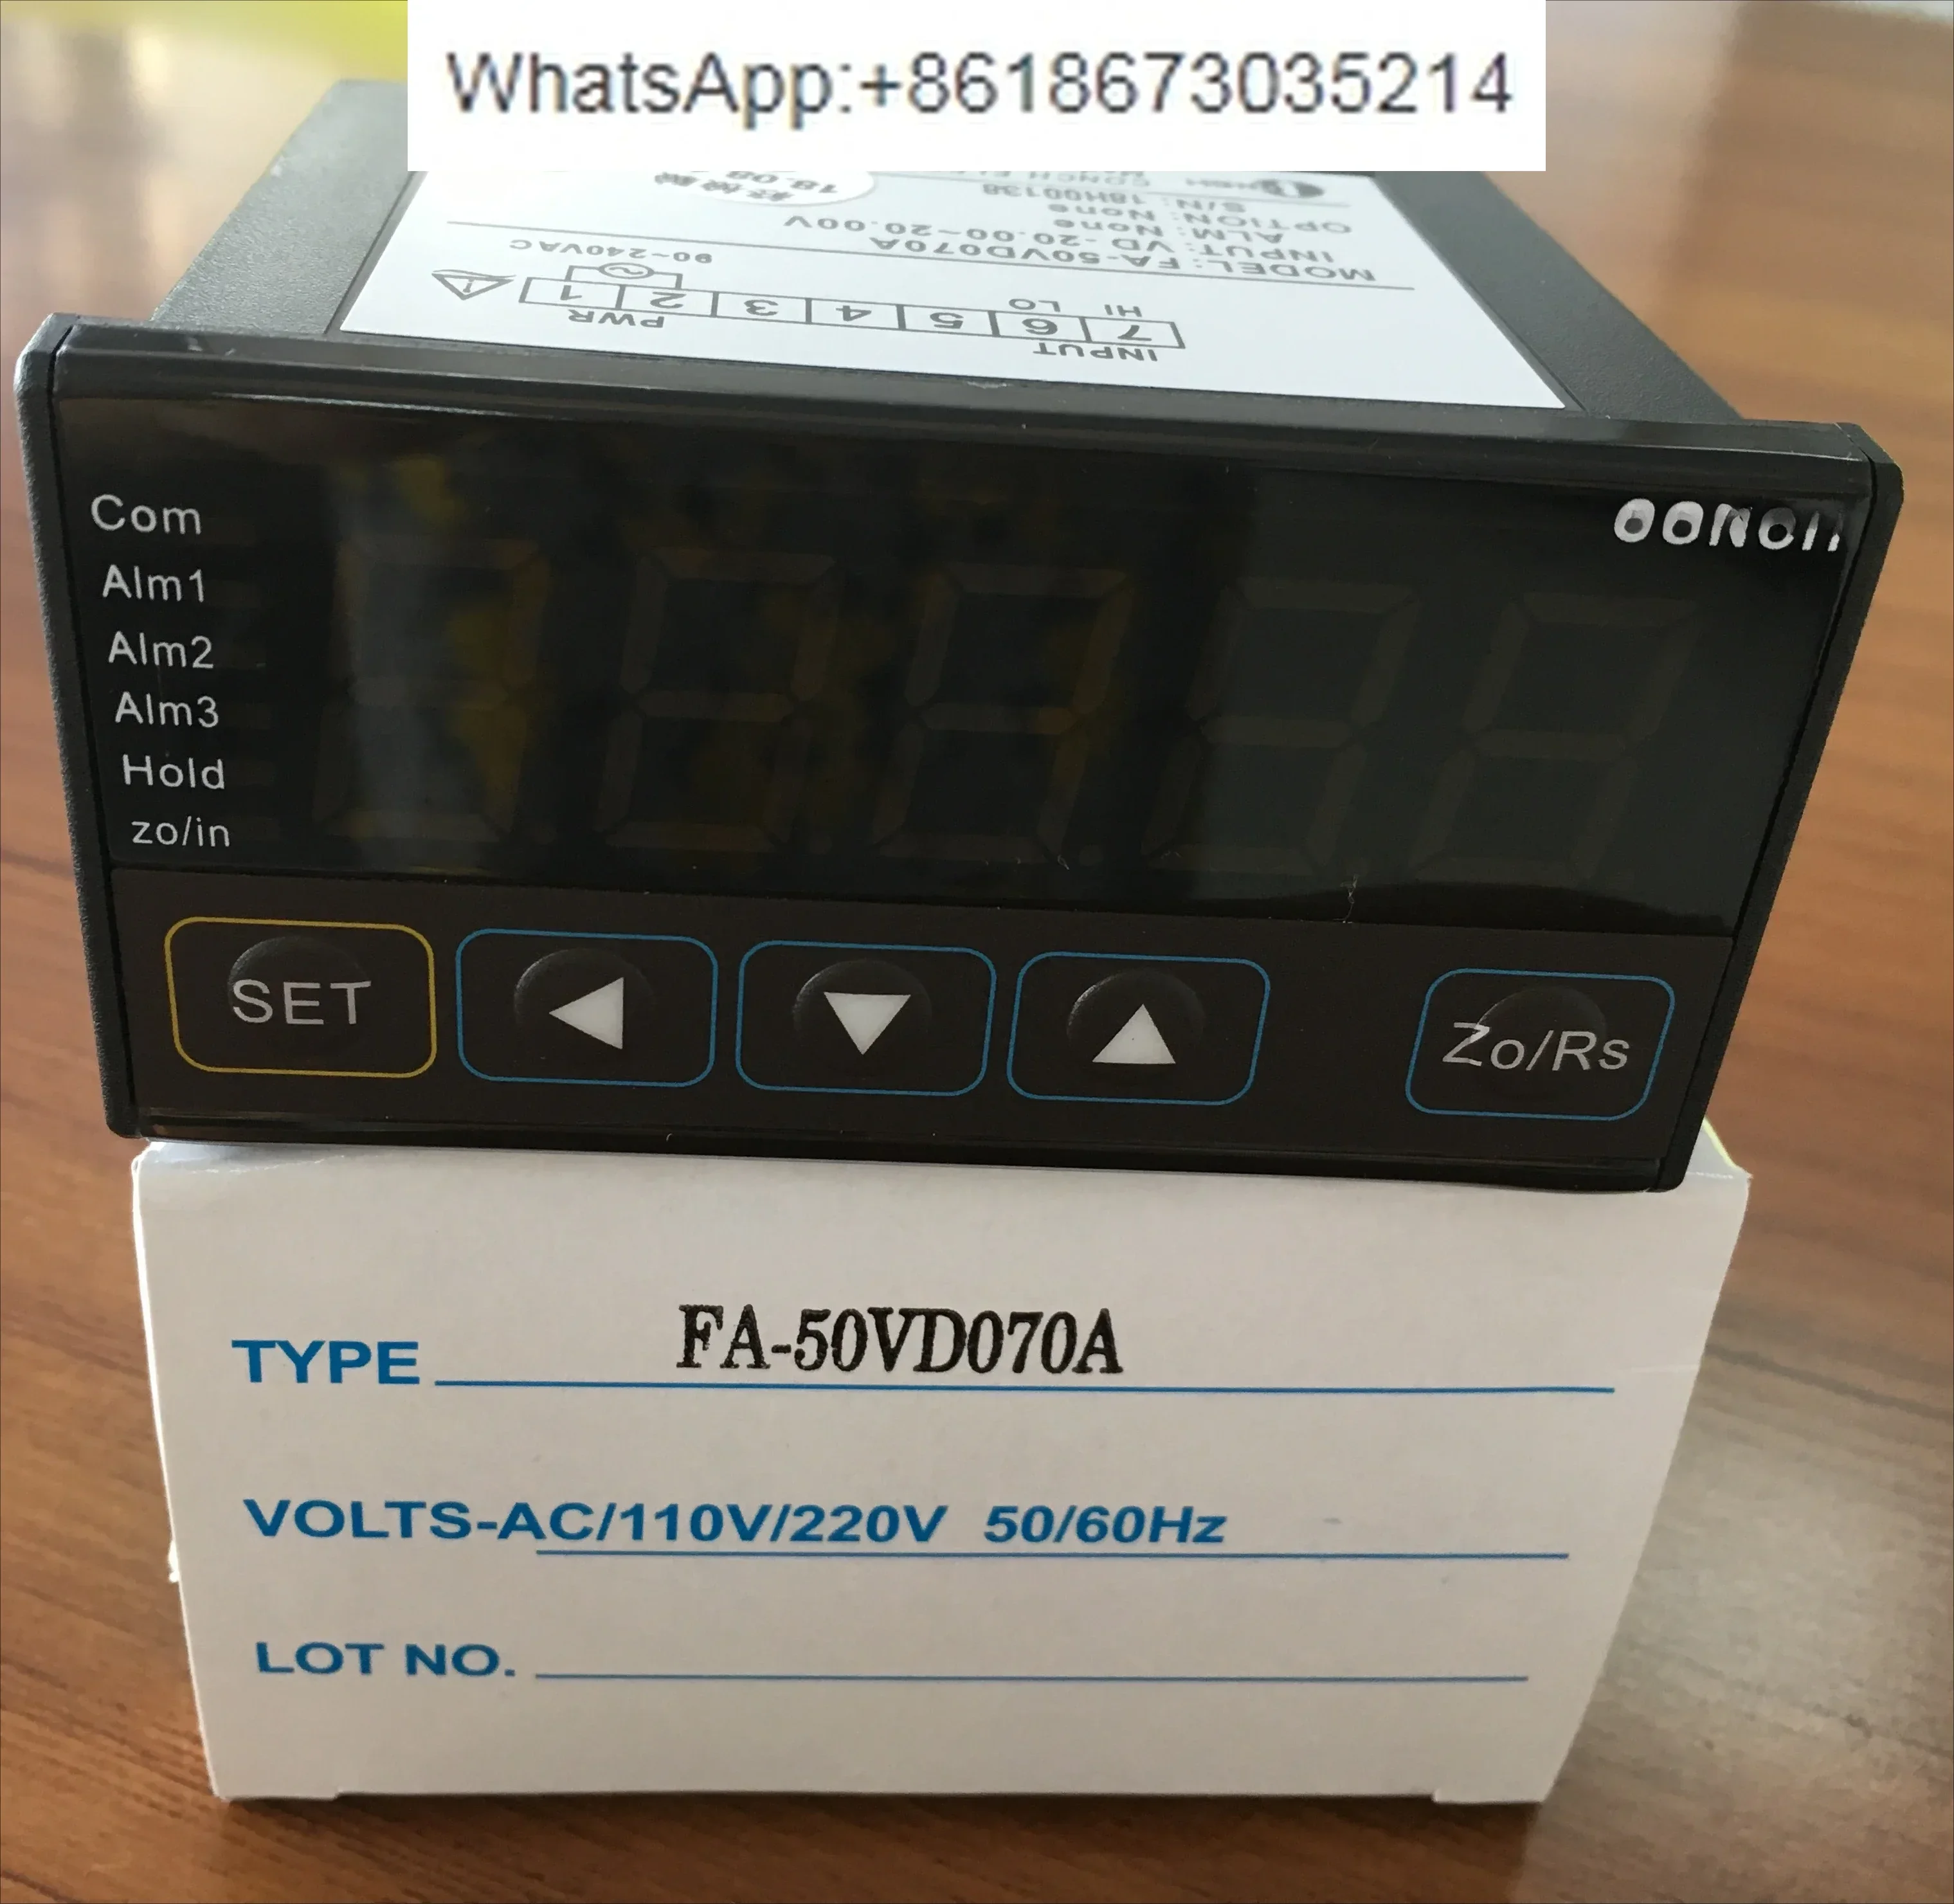 WhatsApp:+8618673035214
INPUT
PWR
7 6 5 4 3 2 1
HI LO
90~240VAC
MODEL: FA-50VD070A
INPUT: VD -20.00~20.00V
ALM: None
OPTION: None
S/N: 18H00138
18.08
Com
Alm1
Alm2
Alm3
Hold
zo/in
SET
Zo/Rs
TYPE FA-50VD070A
VOLTS-AC/110V/220V 50/60Hz
LOT NO.